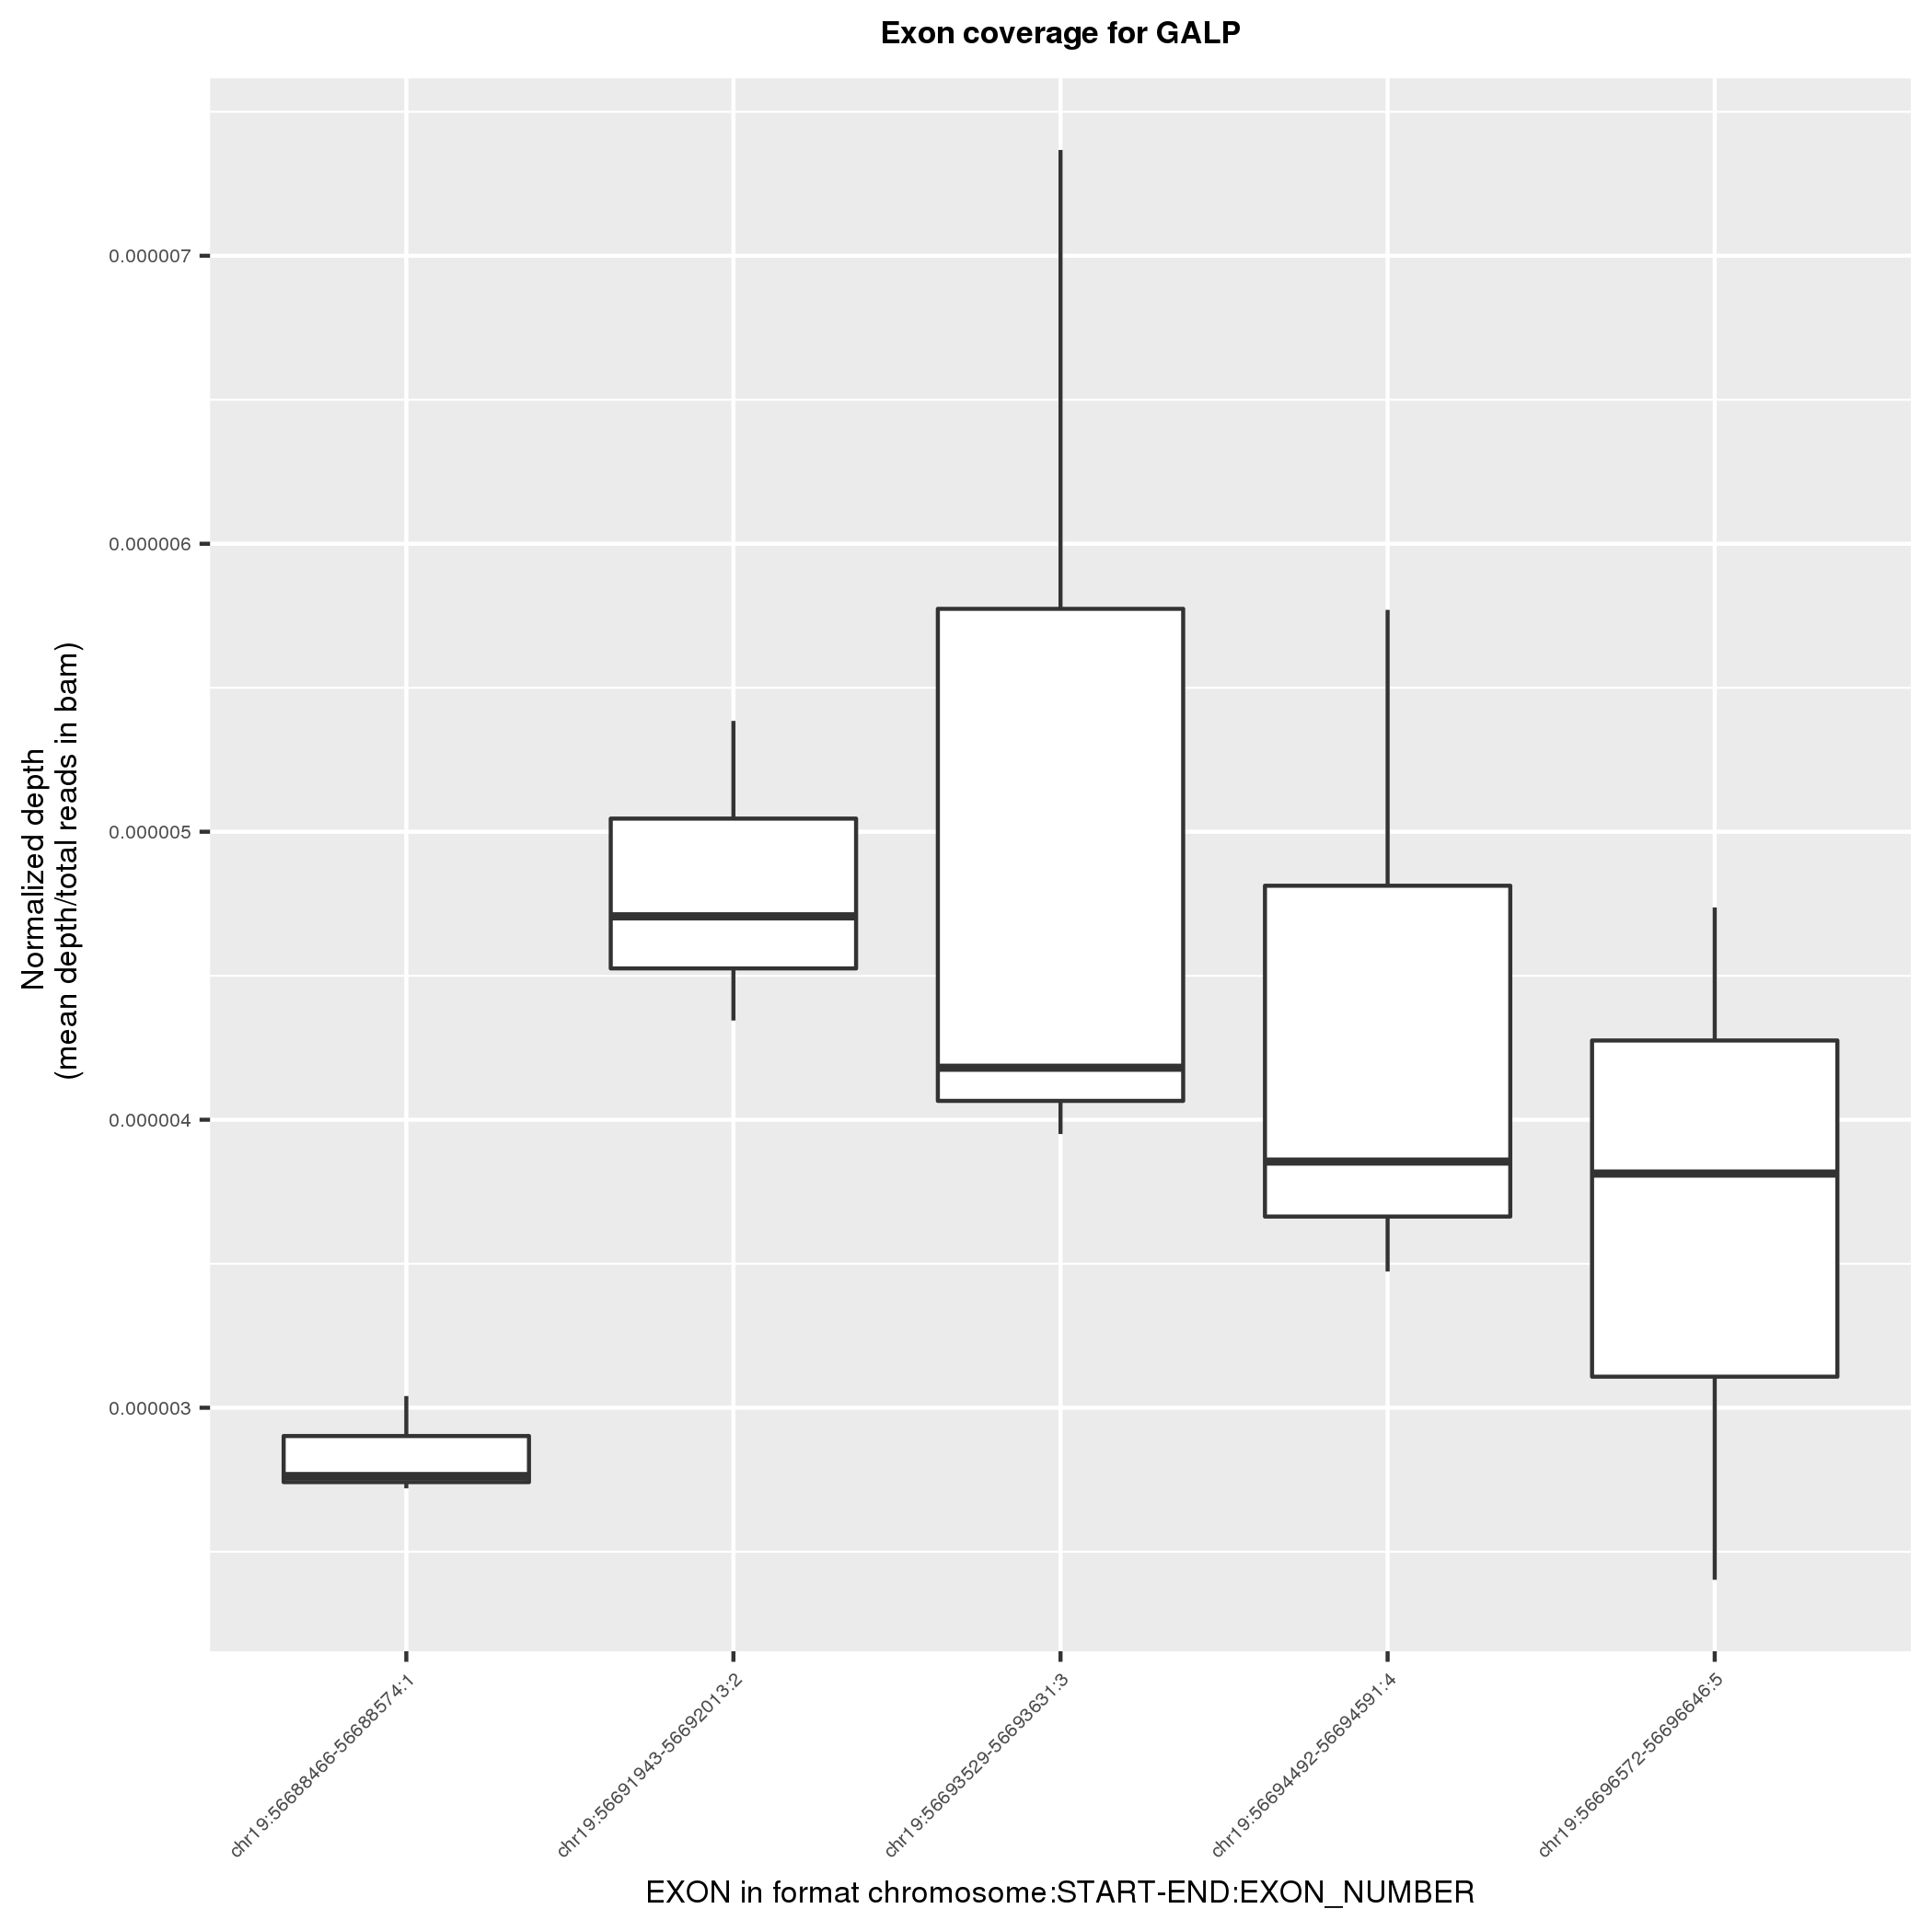 Exon coverage for GALP
0.000007
0.000006
0.000005
0.000004
0.000003
Normalized depth
(mean depth/total reads in bam)
chr19:56688466-56688574:1
chr19:56691943-56692013:2
chr19:56693529-56693631:3
chr19:56694492-56694591:4
chr19:56696572-56696646:5
EXON in format chromosome:START-END:EXON_NUMBER